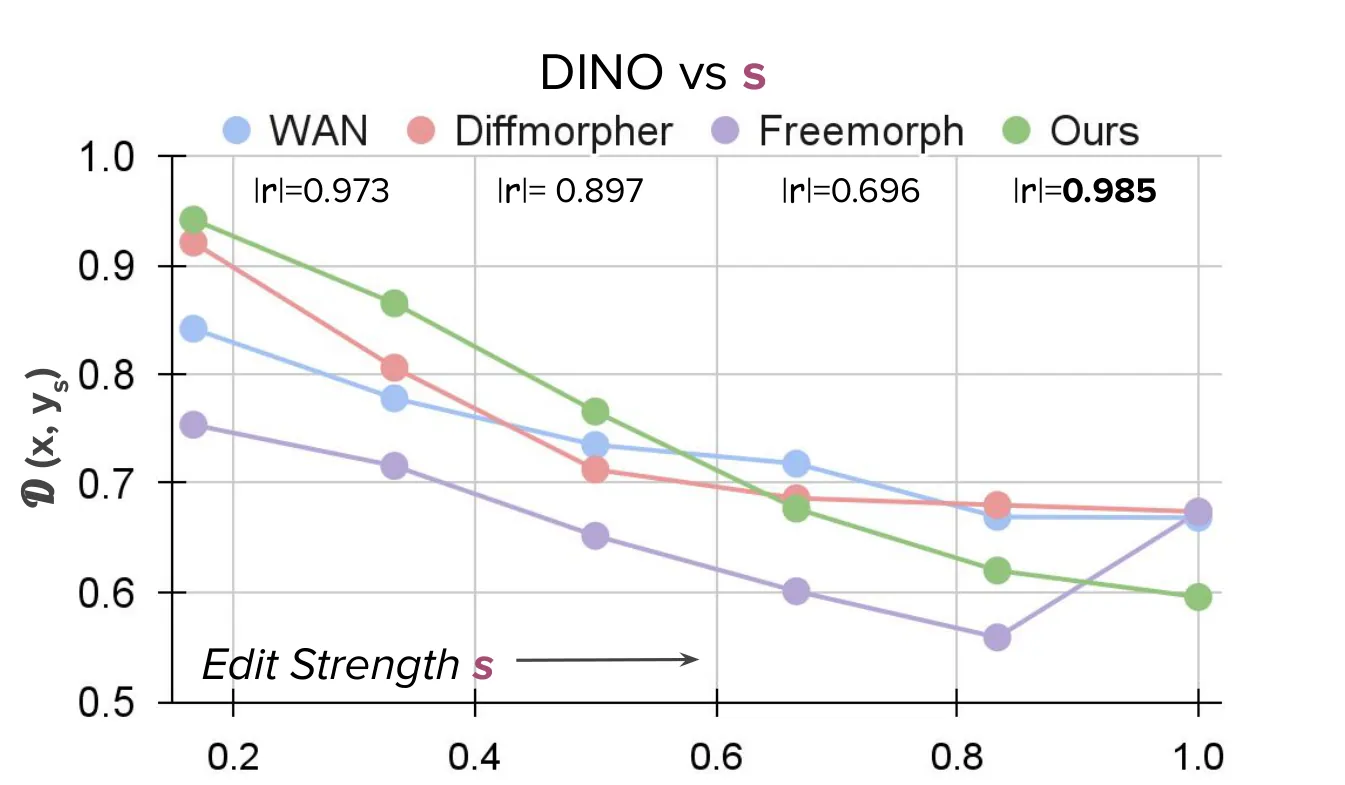 DINO vs s
WAN Diffmorpher Freemorph Ours
1.0
|r|=0.973 |r|= 0.897 |r|=0.696 |r|=0.985
0.9
0.8
0.7
0.6
0.5
𝒟 (x, yₛ)
Edit Strength s
0.2 0.4 0.6 0.8 1.0